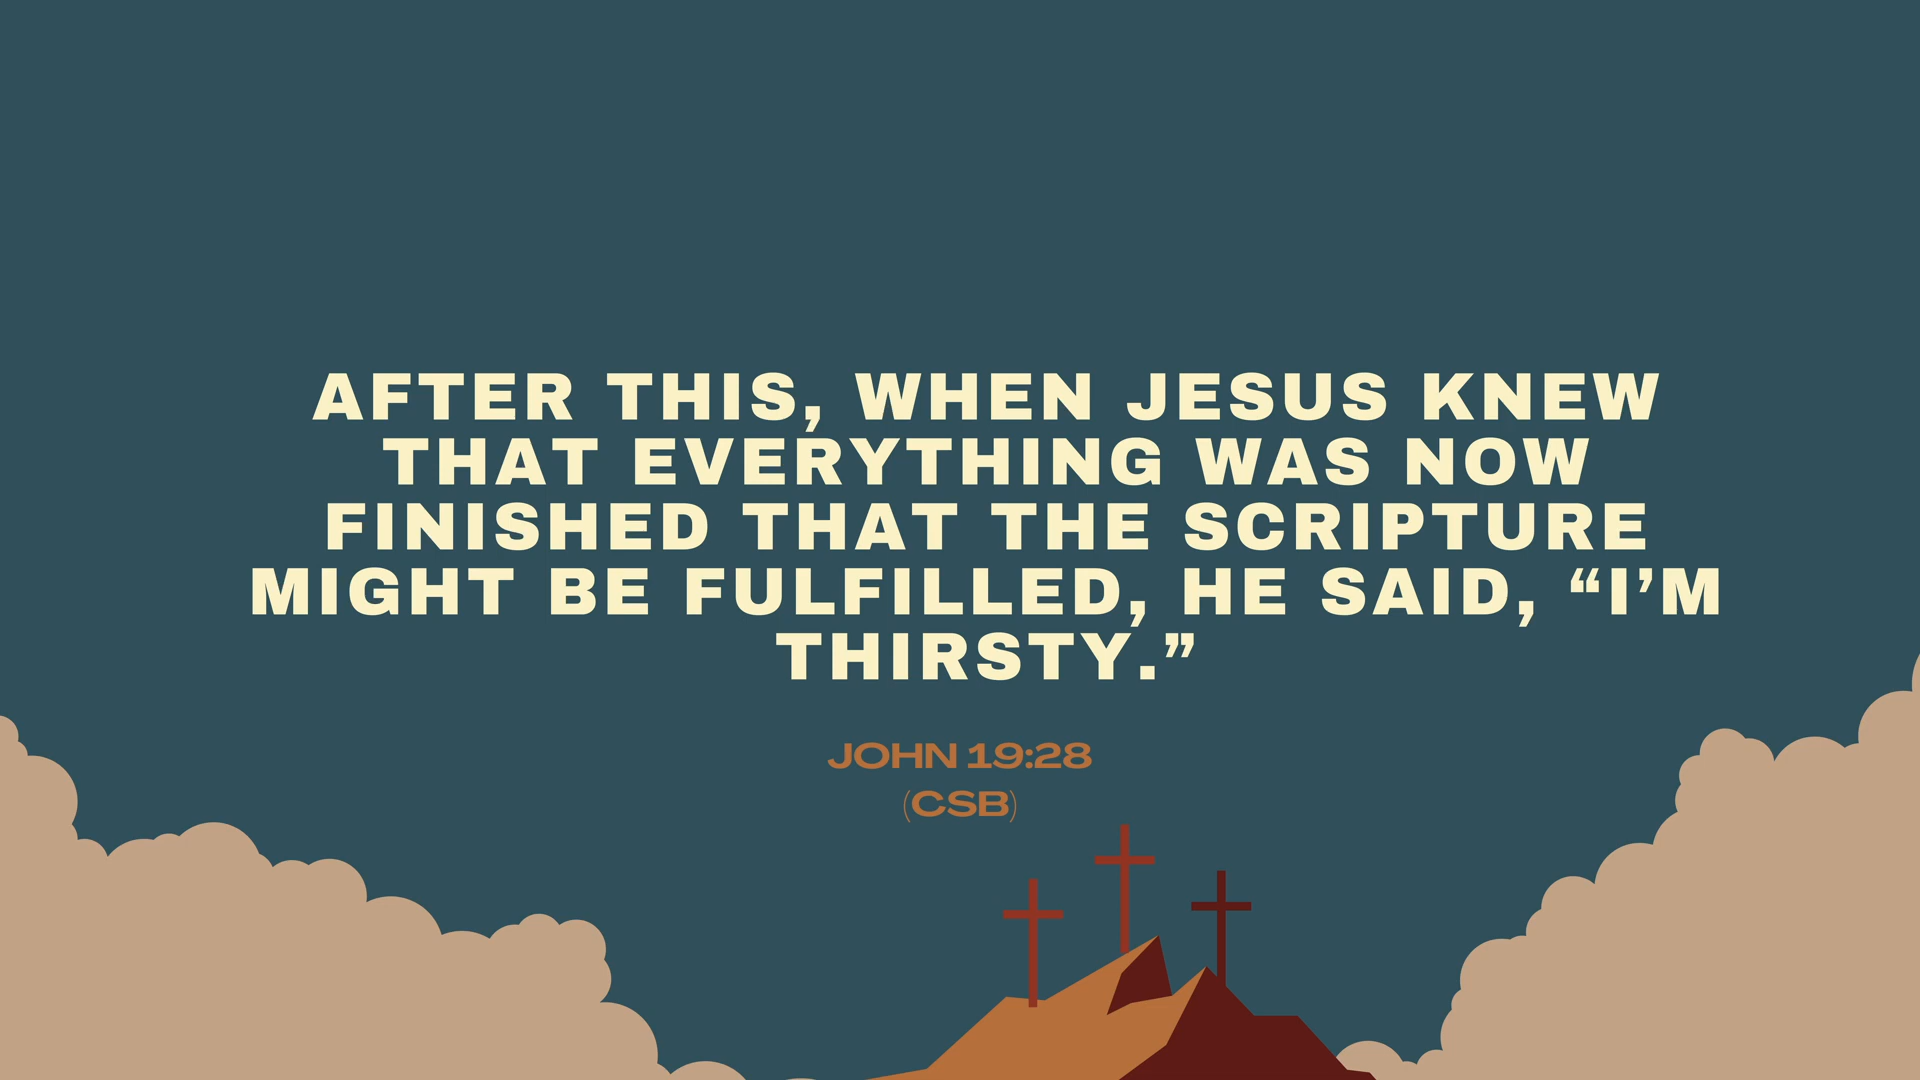 AFTER THIS, WHEN JESUS KNEW
THAT EVERYTHING WAS NOW
FINISHED THAT THE SCRIPTURE
MIGHT BE FULFILLED, HE SAID, “I’M
THIRSTY.”
JOHN 19:28
(CSB)